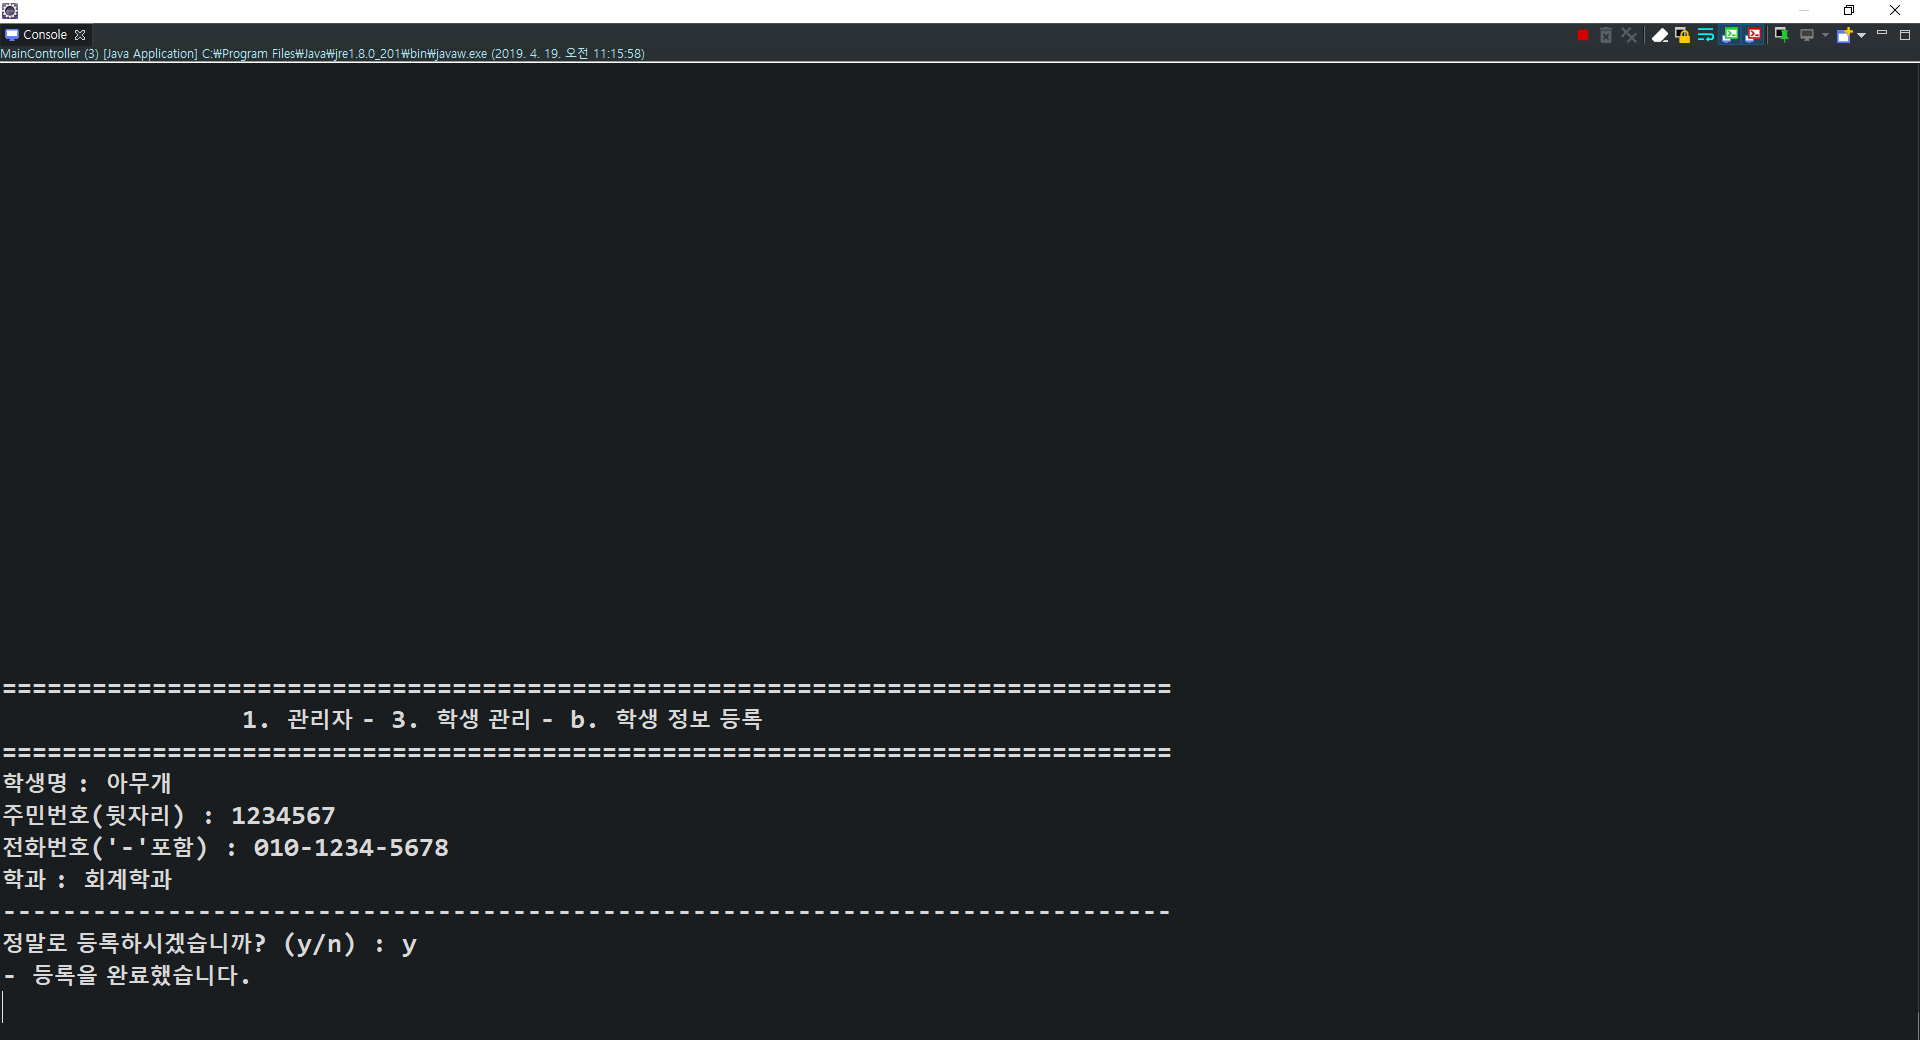 Console
MainController (3) [Java Application] C:₩Program Files₩Java₩jre1.8.0_201₩bin₩javaw.exe (2019. 4. 19. 오전 11:15:58)
==============================================================================
1. 관리자 - 3. 학생 관리 - b. 학생 정보 등록
==============================================================================
학생명 : 아무개
주민번호(뒷자리) : 1234567
전화번호('-'포함) : 010-1234-5678
학과 : 회계학과
------------------------------------------------------------------------------
정말로 등록하시겠습니까? (y/n) : y
- 등록을 완료했습니다.